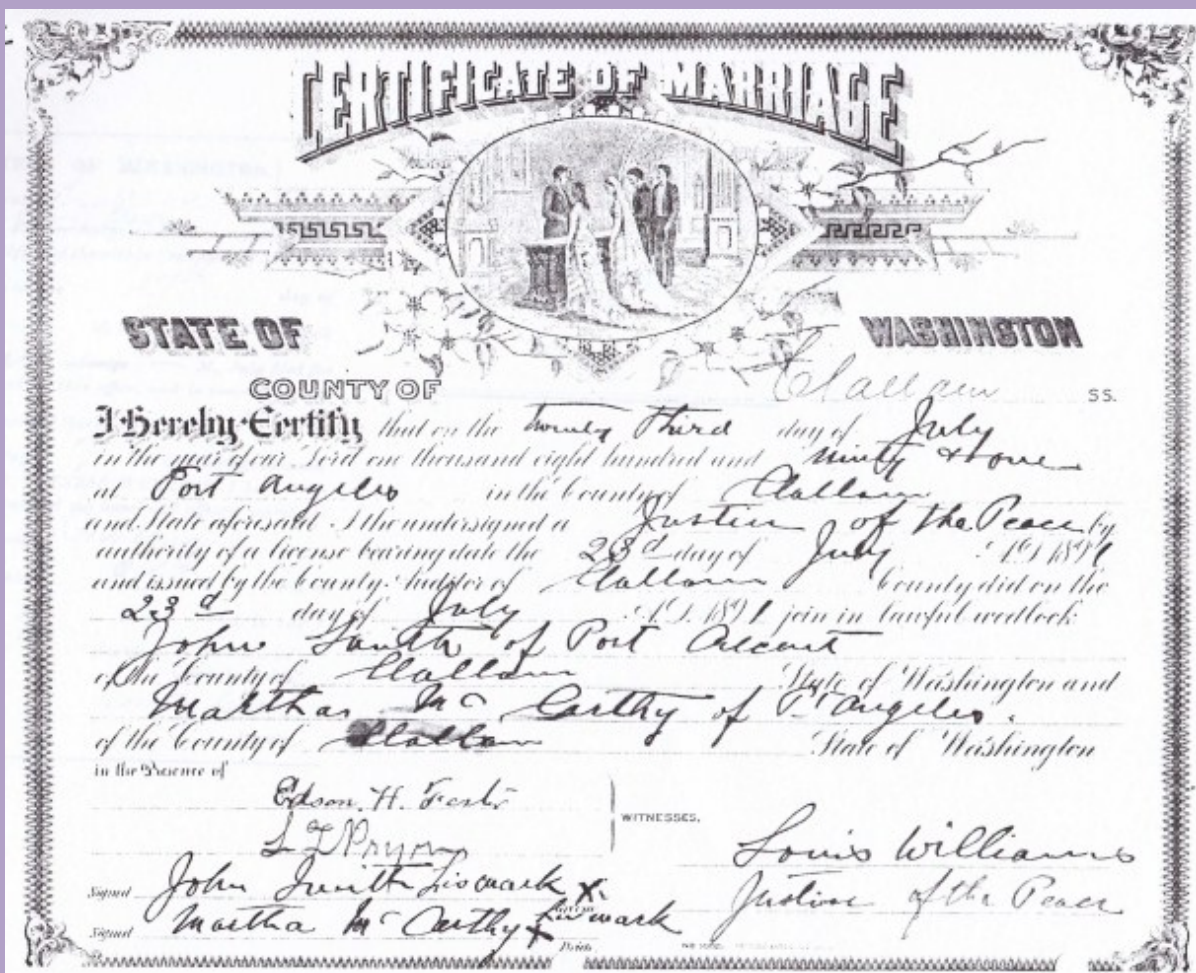 CERTIFICATE OF MARRIAGE
STATE OF WASHINGTON
COUNTY OF Clallam SS.
I Hereby Certify that on the twenty third day of July
in the year of our Lord one thousand eight hundred and ninety + one
at Port Angeles in the County of Clallam
and State aforesaid I the undersigned a Justice of the Peace by
authority of a license bearing date the 23d day of July A.D. 1891
and issued by the County Auditor of Clallam County did on the
23d day of July A.D. 1891 join in lawful wedlock
John Smith of Port
of the County of Clallam State of Washington and
Martha Mc Carthy of Pt Angeles.
of the County of Clallam State of Washington
in the Presence of
Edson. H.
WITNESSES.
Louis Williams
Signed John Smith his mark X
Justice of the Peace
Signed Martha Mc Carthy X her mark
Bride